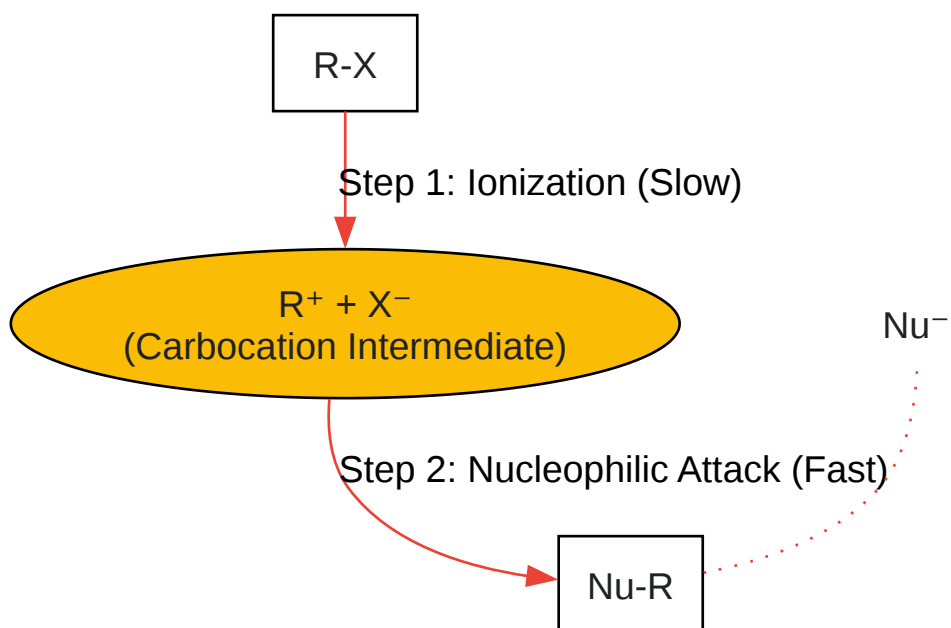 R-X
Step 1: Ionization (Slow)
R⁺ + X⁻
(Carbocation Intermediate)
Nu⁻
Step 2: Nucleophilic Attack (Fast)
Nu-R